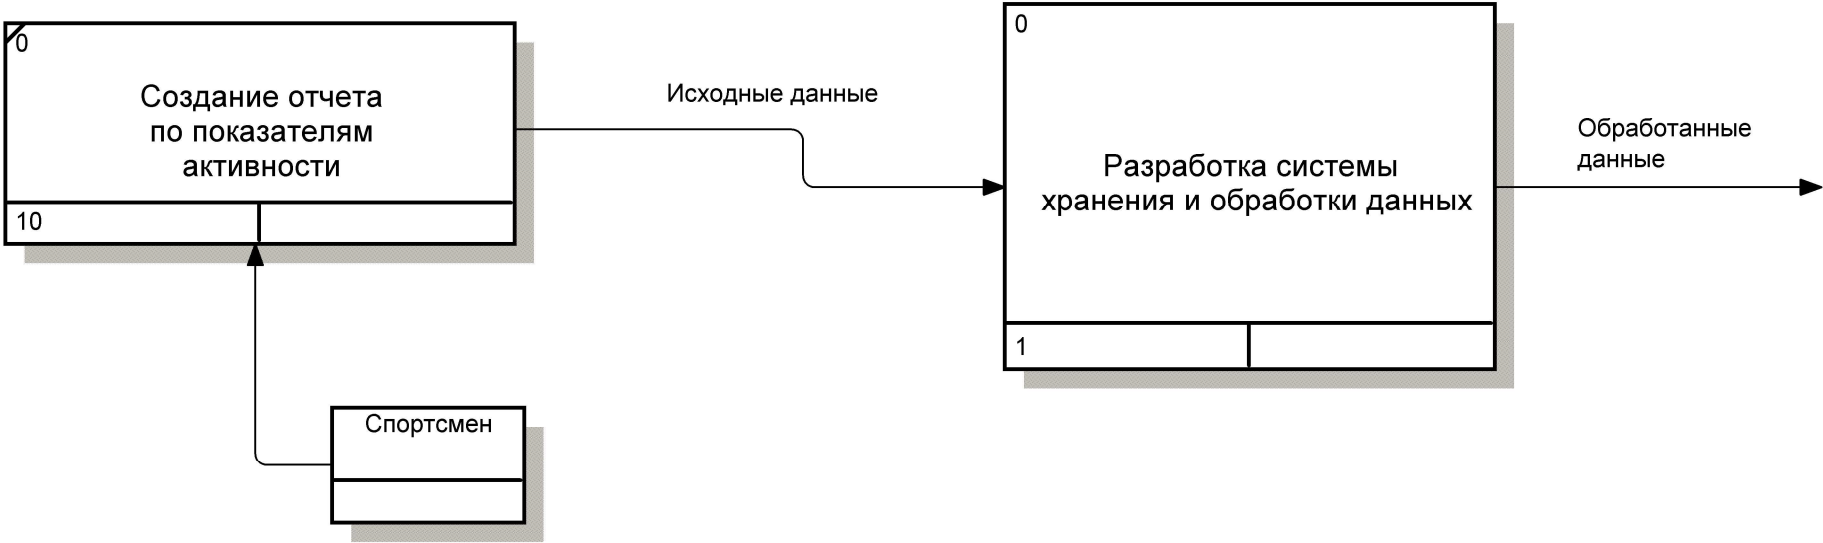 0
Создание отчета
по показателям
активности
10
Исходные данные
0
Разработка системы
хранения и обработки данных
1
Обработанные
данные
Спортсмен